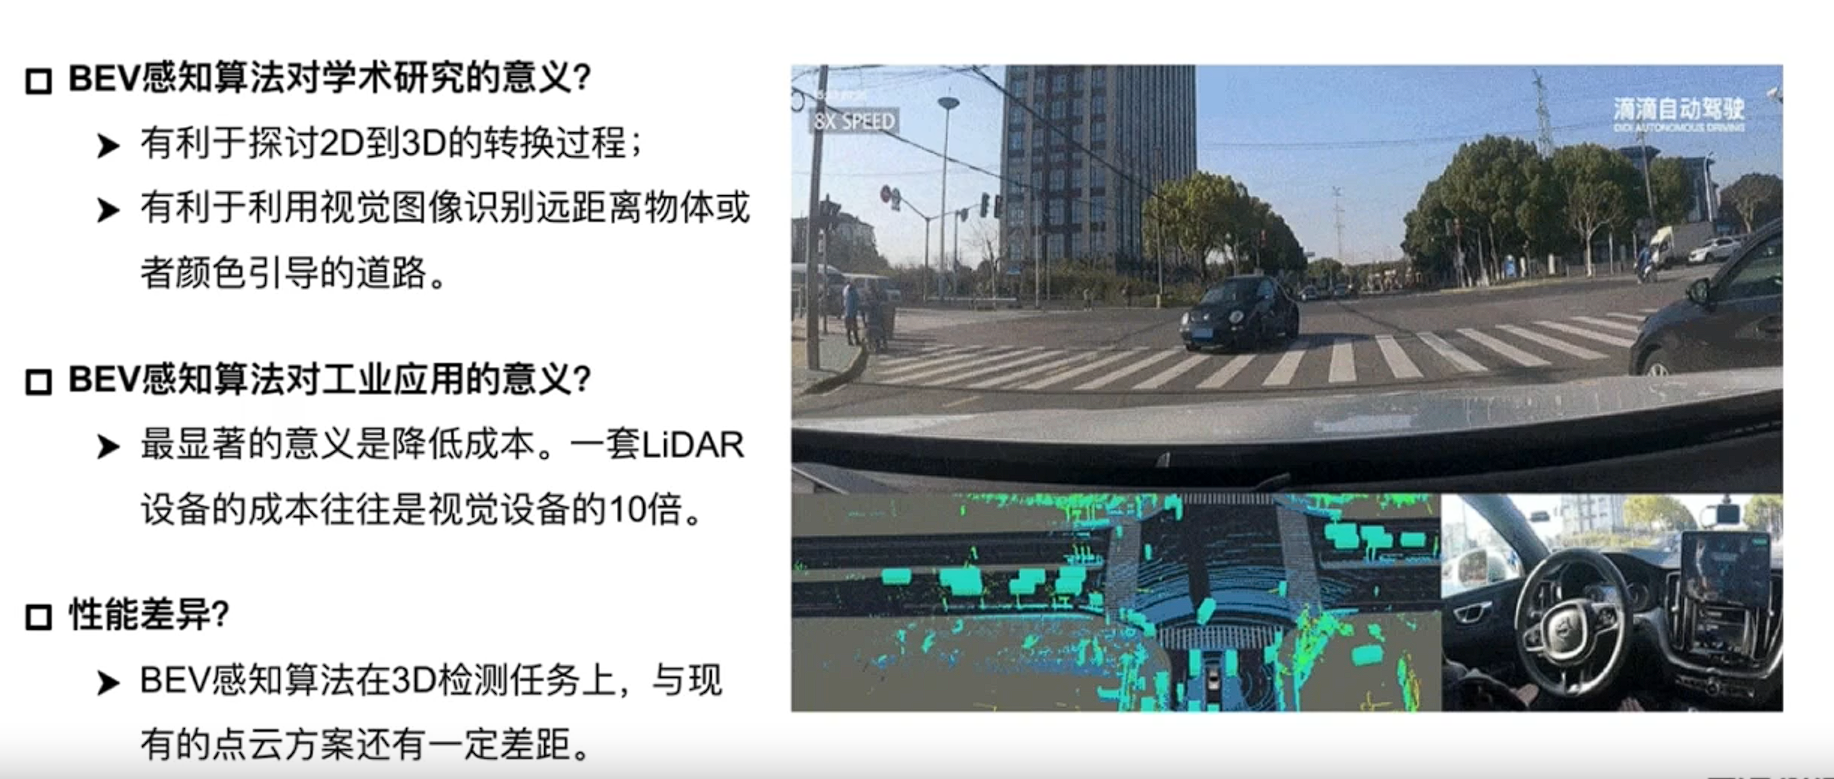 BEV感知算法对学术研究的意义?
有利于探讨2D到3D的转换过程；
有利于利用视觉图像识别远距离物体或
者颜色引导的道路。
BEV感知算法对工业应用的意义?
最显著的意义是降低成本。一套LiDAR
设备的成本往往是视觉设备的10倍。
性能差异?
BEV感知算法在3D检测任务上，与现
有的点云方案还有一定差距。
8X SPEED
滴滴自动驾驶
DIDI AUTONOMOUS DRIVING